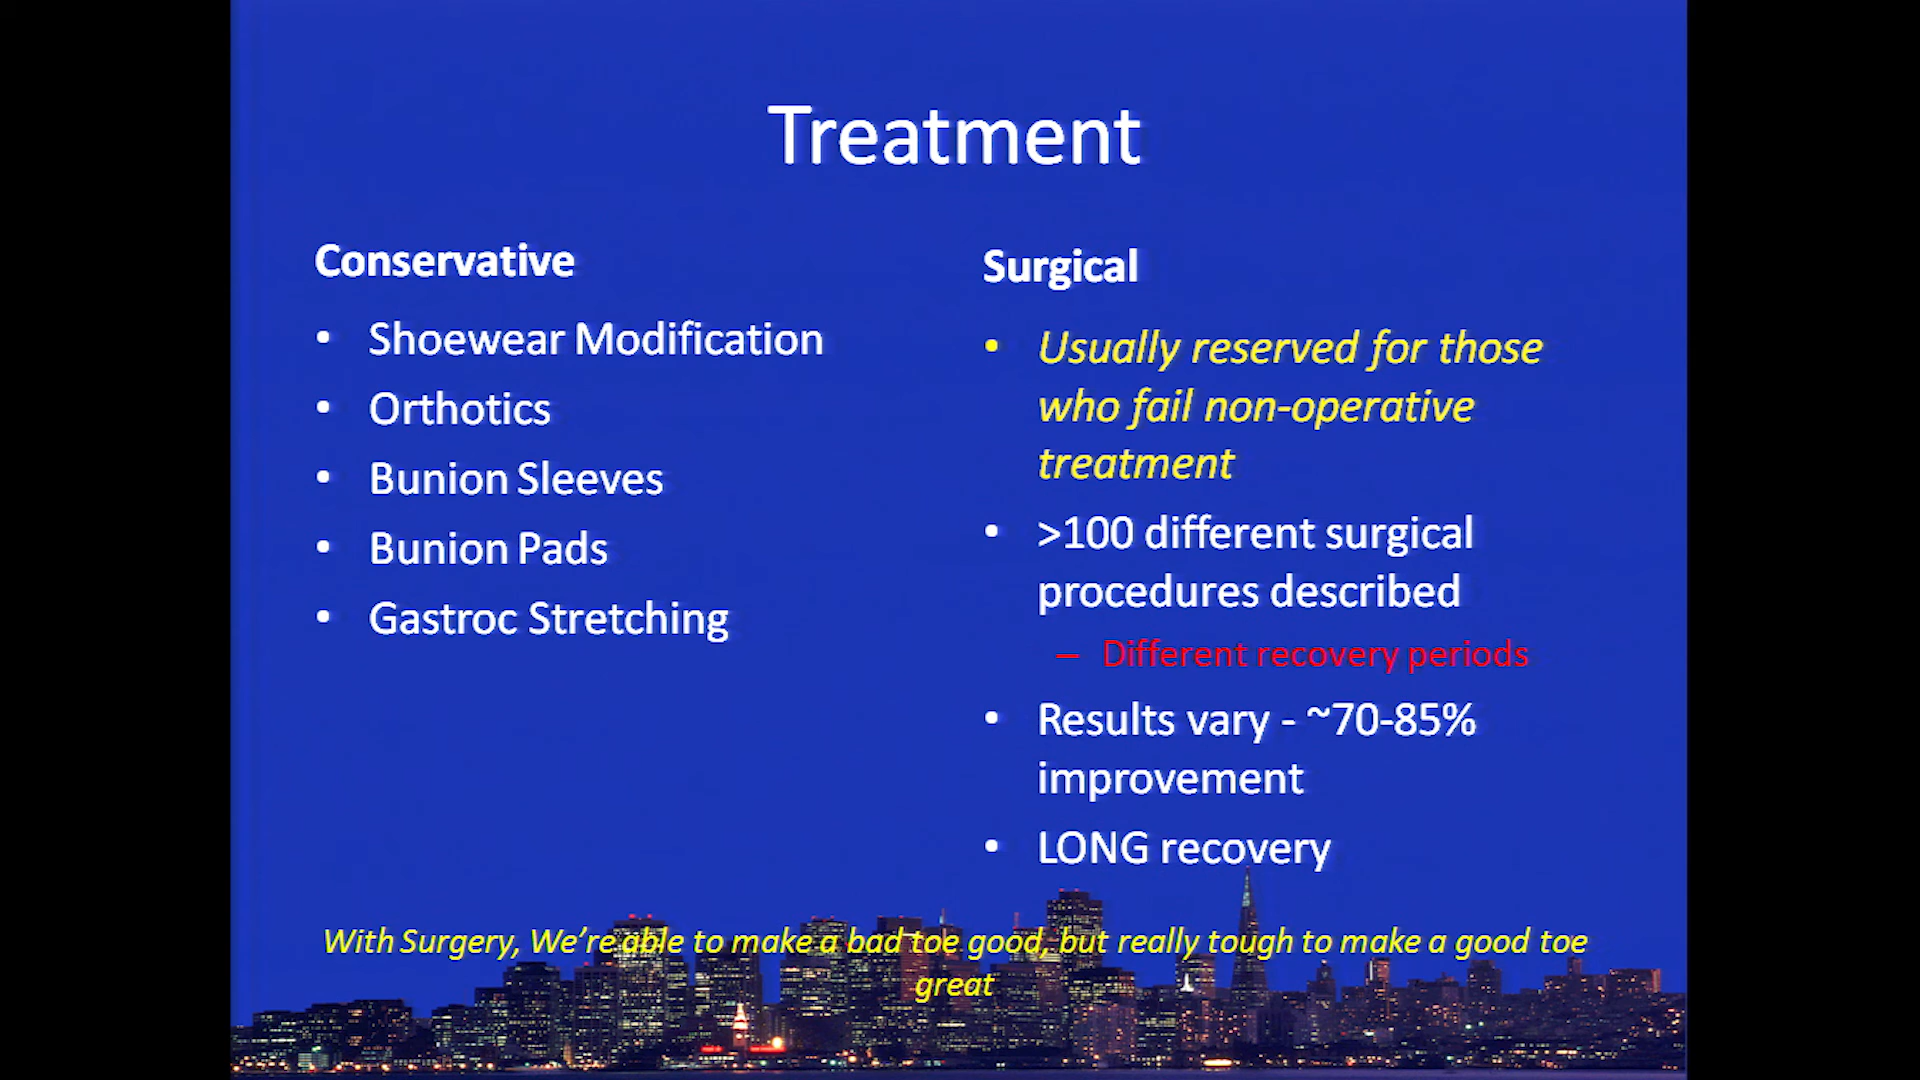 Treatment
Conservative
• Shoewear Modification
• Orthotics
• Bunion Sleeves
• Bunion Pads
• Gastroc Stretching
Surgical
• Usually reserved for those
who fail non-operative
treatment
• >100 different surgical
procedures described
– Different recovery periods
• Results vary - ~70-85%
improvement
• LONG recovery
With Surgery, We're able to make a bad toe good, but really tough to make a good toe
great